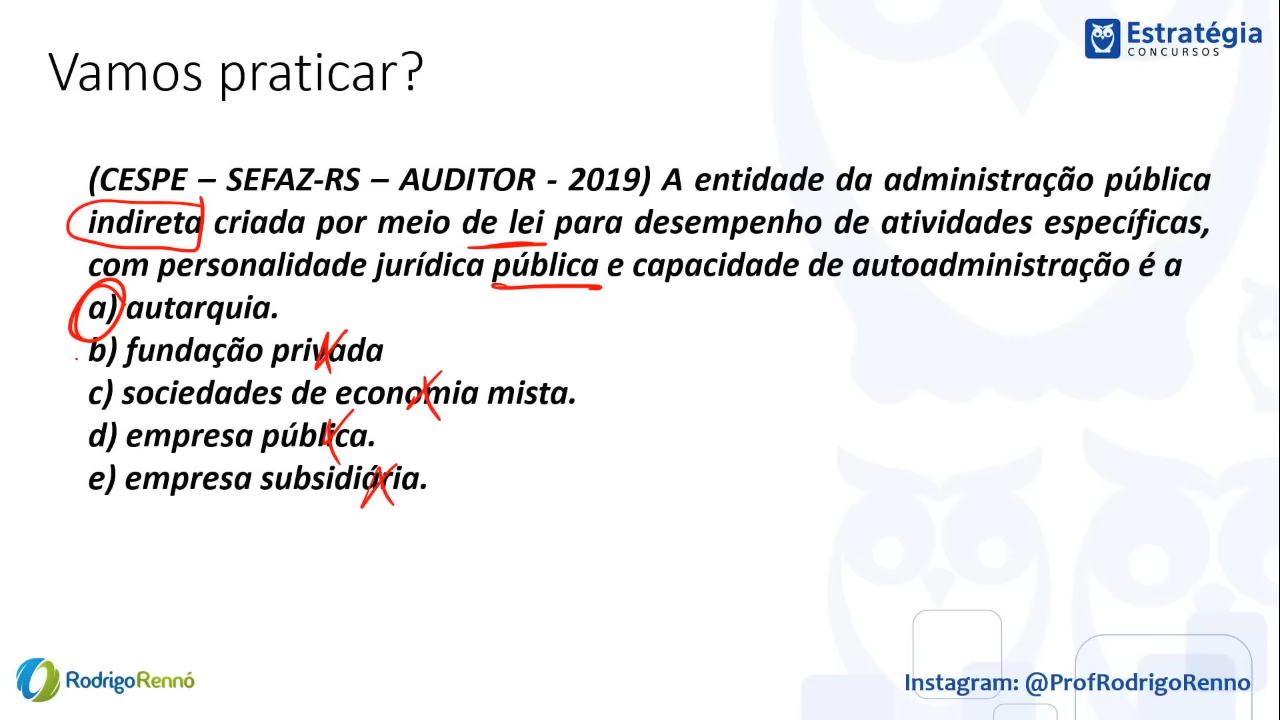 Vamos praticar?
Estratégia
CONCURSOS
(CESPE – SEFAZ-RS – AUDITOR - 2019) A entidade da administração pública
indireta criada por meio de lei para desempenho de atividades específicas,
com personalidade jurídica pública e capacidade de autoadministração é a
a) autarquia.
b) fundação privada
c) sociedades de economia mista.
d) empresa pública.
e) empresa subsidiária.
RodrigoRennó
Instagram: @ProfRodrigoRenno